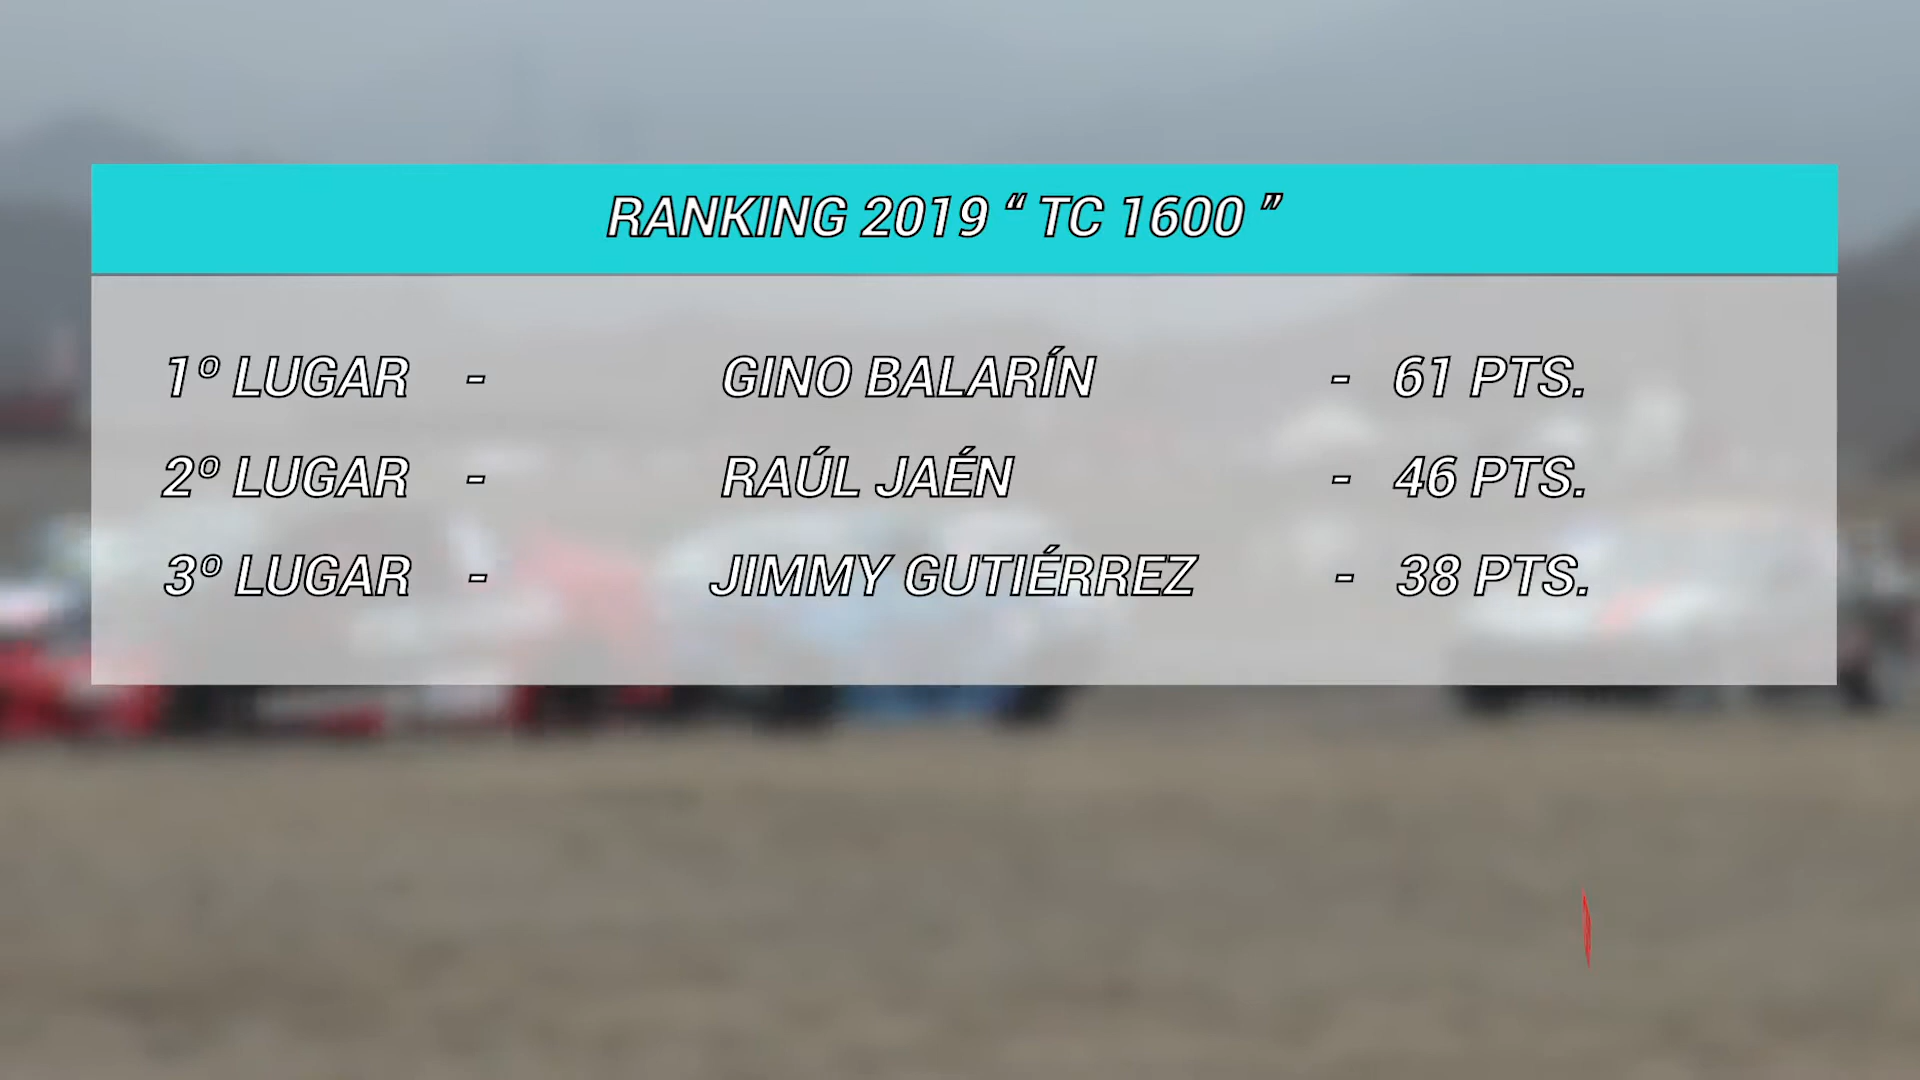 RANKING 2019 “ TC 1600 ”
1º LUGAR - GINO BALARÍN - 61 PTS.
2º LUGAR - RAÚL JAÉN - 46 PTS.
3º LUGAR - JIMMY GUTIÉRREZ - 38 PTS.